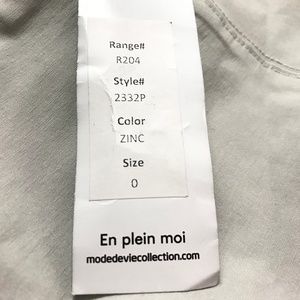 Range#
R204
Style#
2332P
Color
ZINC
Size
0
En plein moi
modedeviecollection.com